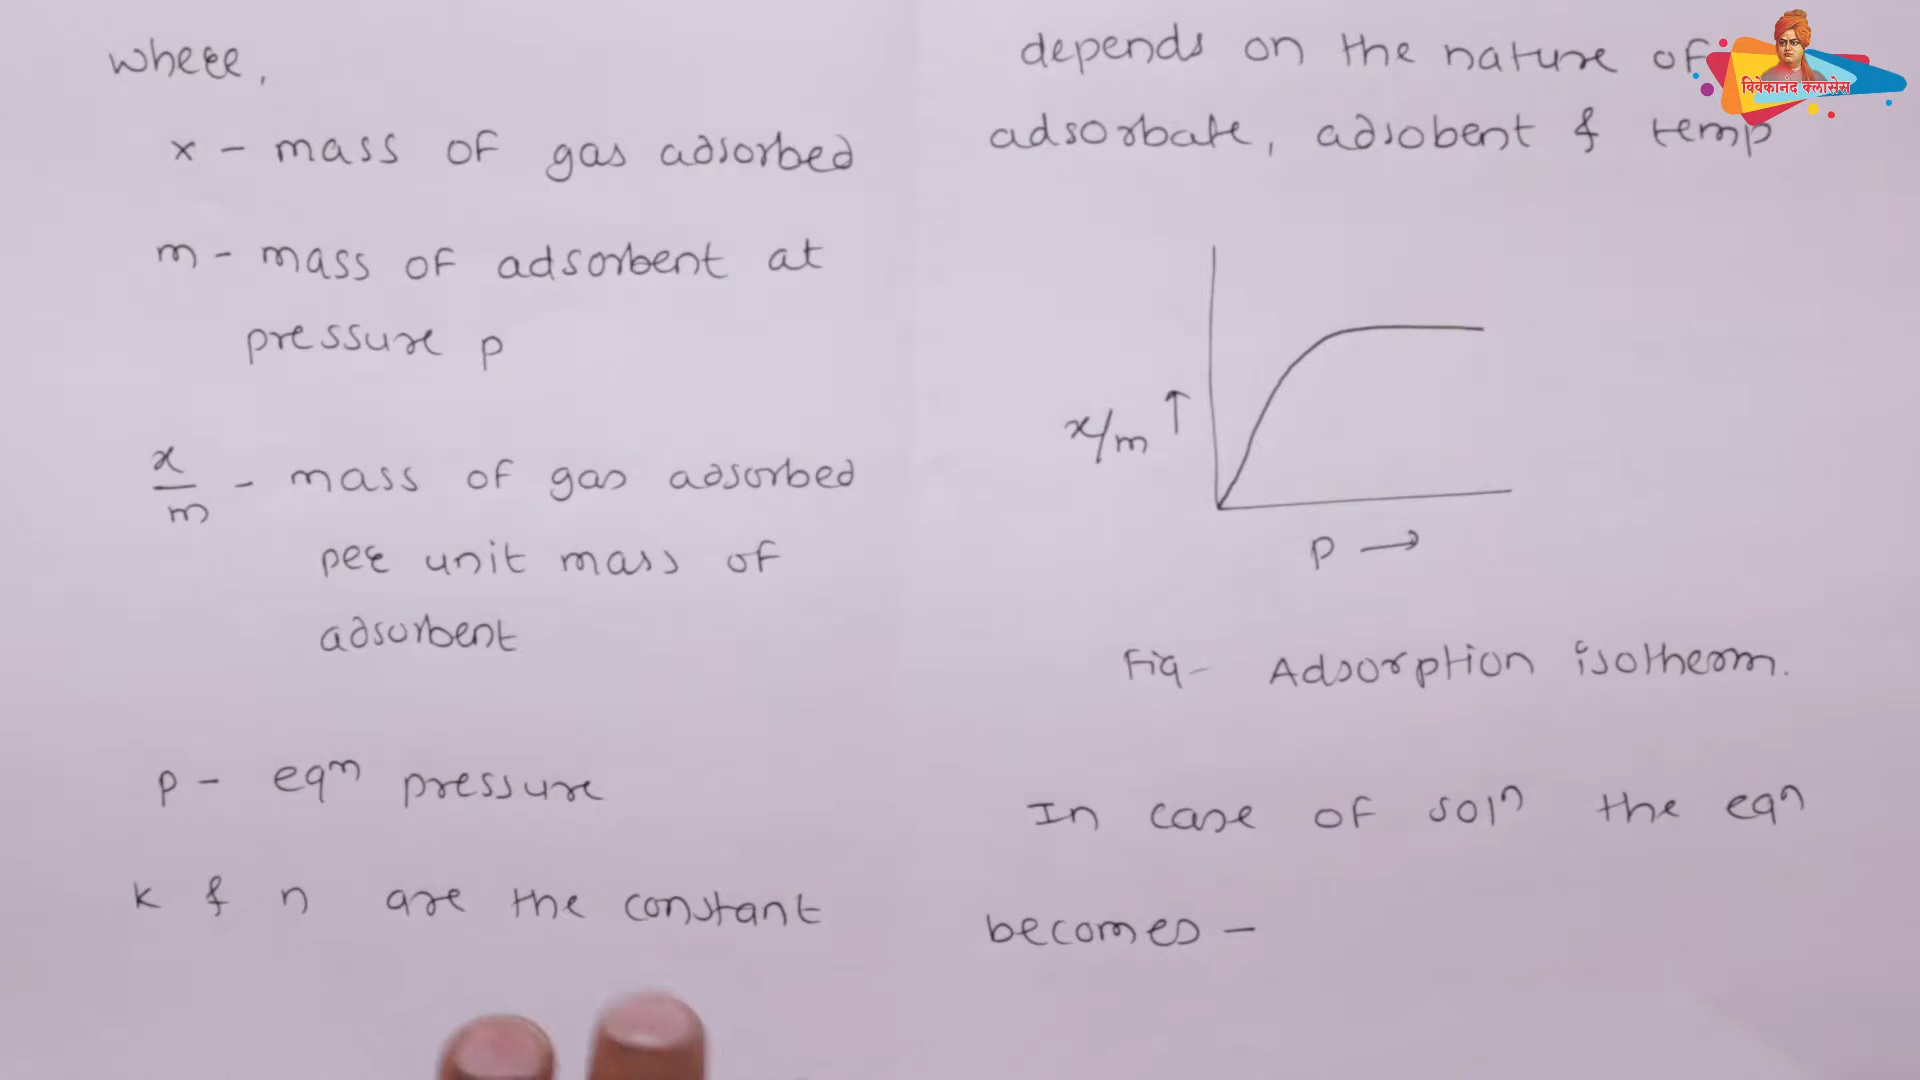 where,
x - mass of gas adsorbed
m - mass of adsorbent at
pressure p
x/m - mass of gas adsorbed
per unit mass of
adsorbent
p - eqm pressure
k & n are the constant
depends on the nature of
adsorbate, adsobent & temp
x/m ↑
P →
Fig - Adsorption isotherm.
In case of soln the eqn
becomes -
विवेकानंद क्लासेस